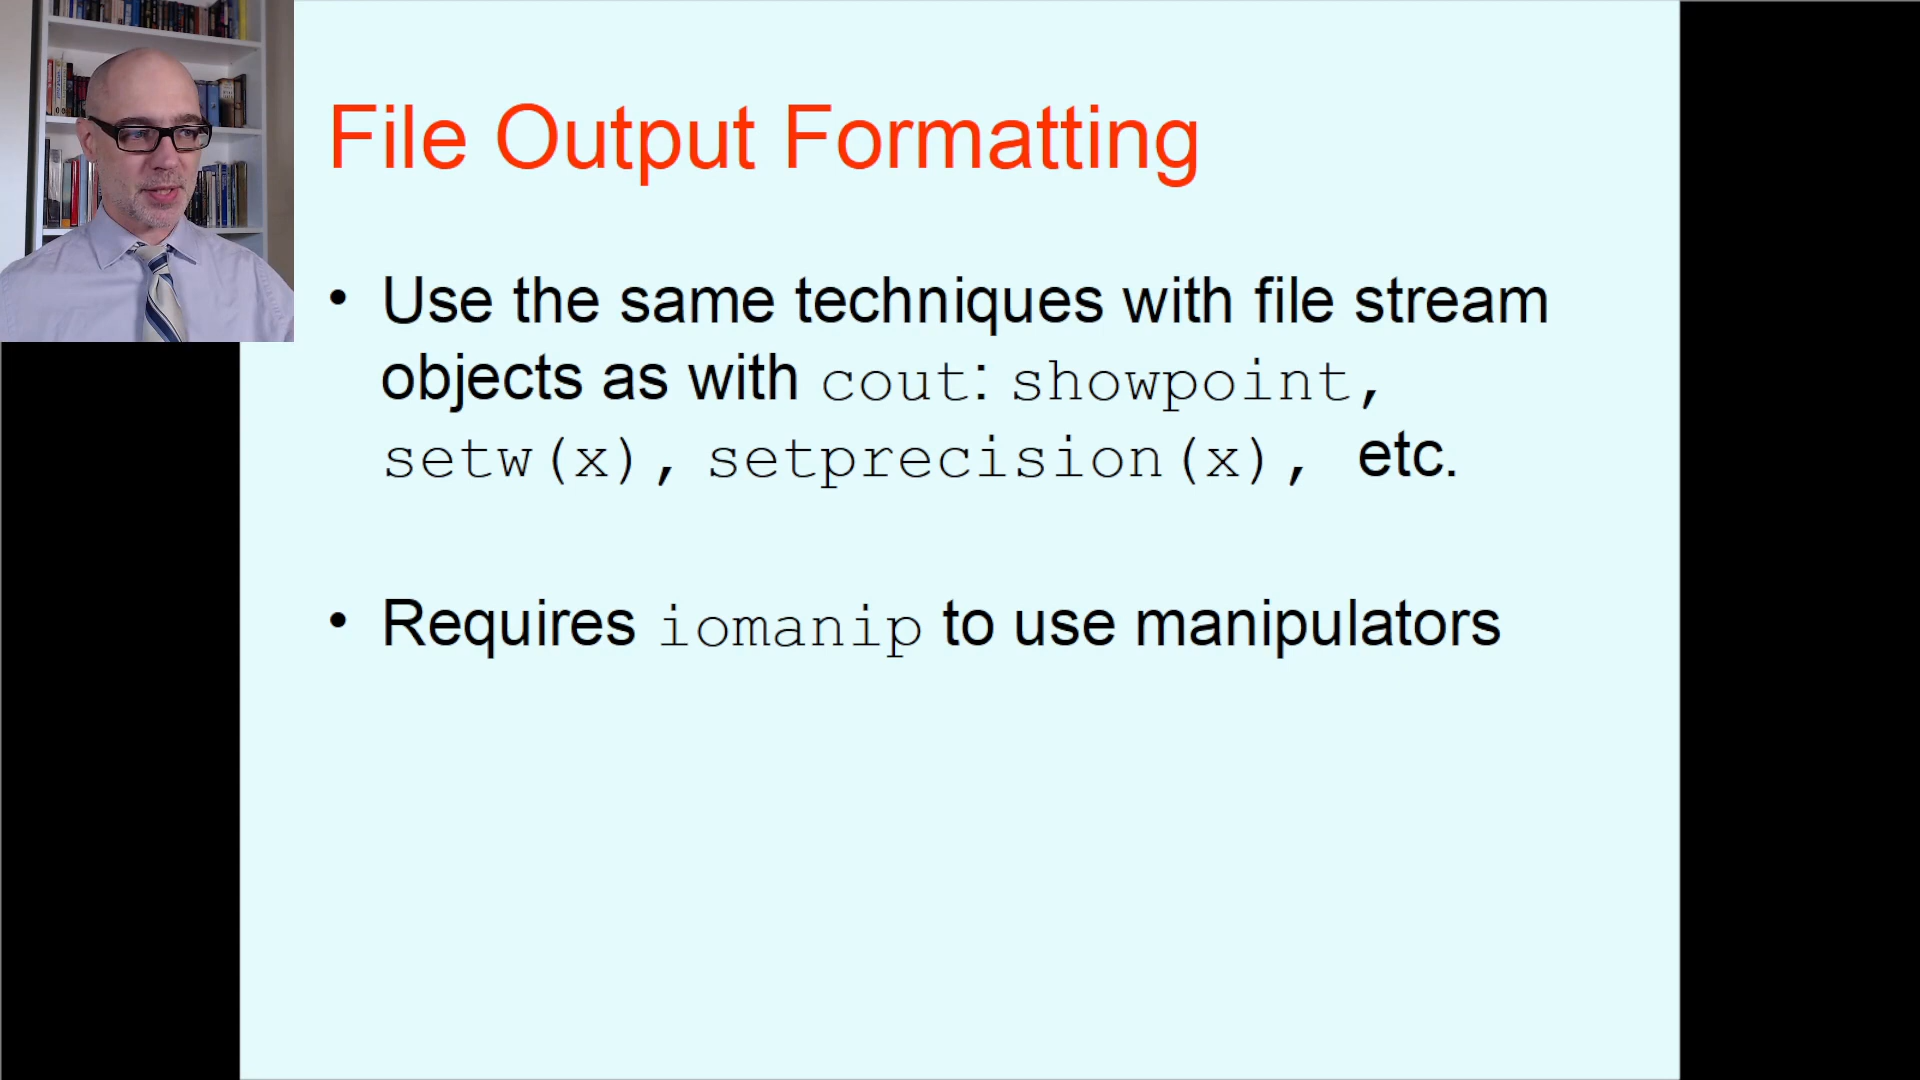 File Output Formatting
• Use the same techniques with file stream
objects as with cout: showpoint,
setw(x), setprecision(x), etc.
• Requires iomanip to use manipulators